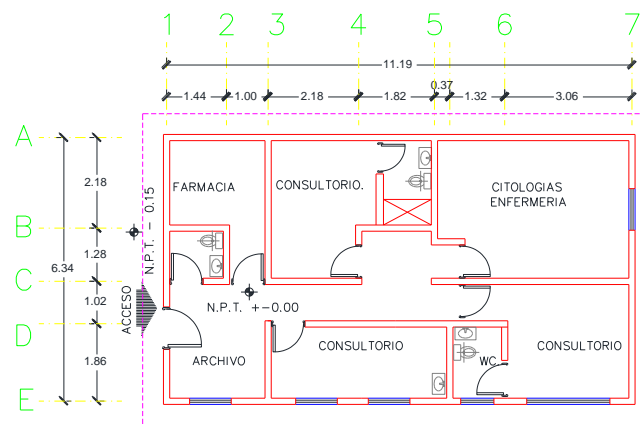 1 2 3 4 5 6 7
11.19
1.44 1.00 2.18 1.82 0.37 1.32 3.06
A
B
C
D
E
2.18
1.28
1.02
1.86
6.34
N.P.T. - 0.15
ACCESO
FARMACIA
CONSULTORIO.
CITOLOGIAS
ENFERMERIA
N.P.T. +-0.00
ARCHIVO
CONSULTORIO
WC
CONSULTORIO